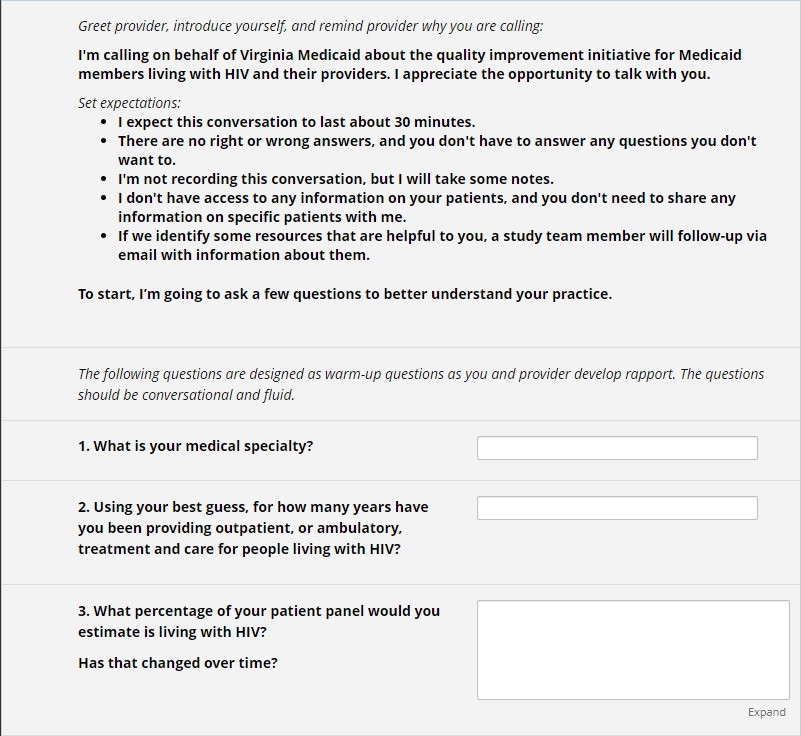 Greet provider, introduce yourself, and remind provider why you are calling:
I'm calling on behalf of Virginia Medicaid about the quality improvement initiative for Medicaid
members living with HIV and their providers. I appreciate the opportunity to talk with you.
Set expectations:
• I expect this conversation to last about 30 minutes.
• There are no right or wrong answers, and you don't have to answer any questions you don't
want to.
• I'm not recording this conversation, but I will take some notes.
• I don't have access to any information on your patients, and you don't need to share any
information on specific patients with me.
• If we identify some resources that are helpful to you, a study team member will follow-up via
email with information about them.
To start, I’m going to ask a few questions to better understand your practice.
The following questions are designed as warm-up questions as you and provider develop rapport. The questions
should be conversational and fluid.
1. What is your medical specialty?
2. Using your best guess, for how many years have
you been providing outpatient, or ambulatory,
treatment and care for people living with HIV?
3. What percentage of your patient panel would you
estimate is living with HIV?
Has that changed over time?
Expand